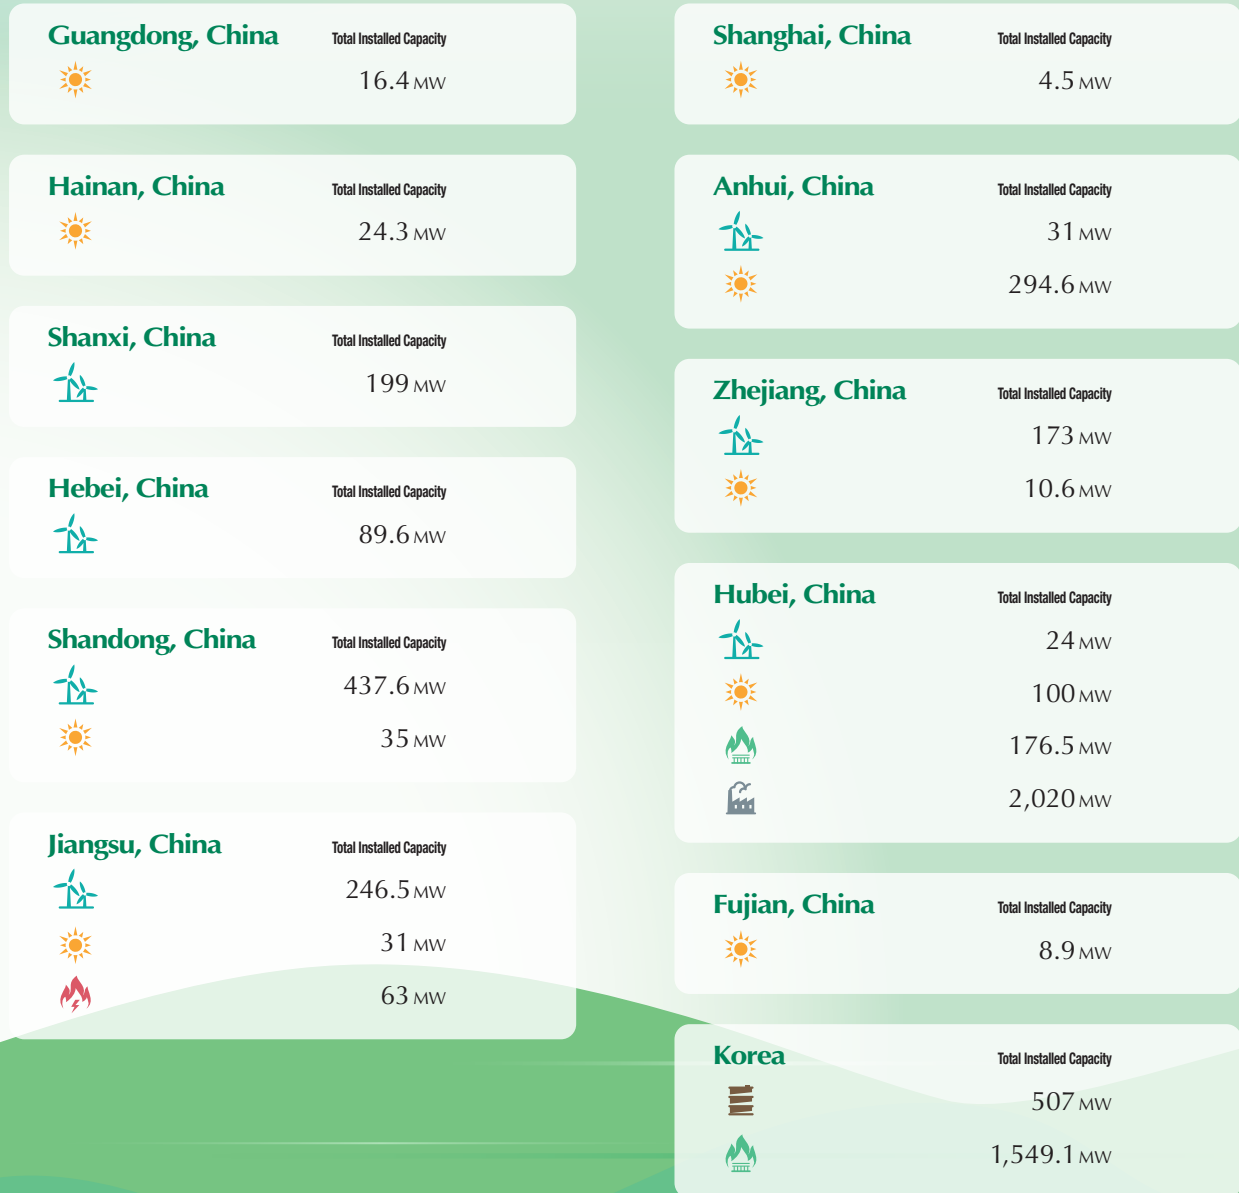 Guangdong, China Total Installed Capacity
16.4 MW
Hainan, China Total Installed Capacity
24.3 MW
Shanxi, China Total Installed Capacity
199 MW
Hebei, China Total Installed Capacity
89.6 MW
Shandong, China Total Installed Capacity
437.6 MW
35 MW
Jiangsu, China Total Installed Capacity
246.5 MW
31 MW
63 MW
Shanghai, China Total Installed Capacity
4.5 MW
Anhui, China Total Installed Capacity
31 MW
294.6 MW
Zhejiang, China Total Installed Capacity
173 MW
10.6 MW
Hubei, China Total Installed Capacity
24 MW
100 MW
176.5 MW
2,020 MW
Fujian, China Total Installed Capacity
8.9 MW
Korea Total Installed Capacity
507 MW
1,549.1 MW